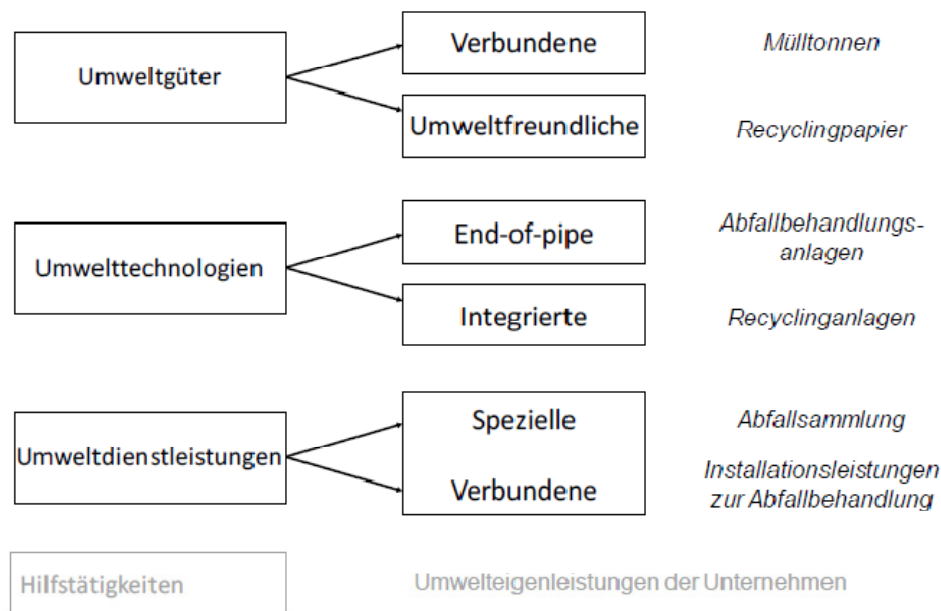 Umweltgüter
Verbundene
Mülltonnen
Umweltfreundliche
Recyclingpapier
Umwelttechnologien
End-of-pipe
Abfallbehandlungs-
anlagen
Integrierte
Recyclinganlagen
Umweltdienstleistungen
Spezielle
Abfallsammlung
Verbundene
Installationsleistungen
zur Abfallbehandlung
Hilfstätigkeiten
Umwelteigenleistungen der Unternehmen